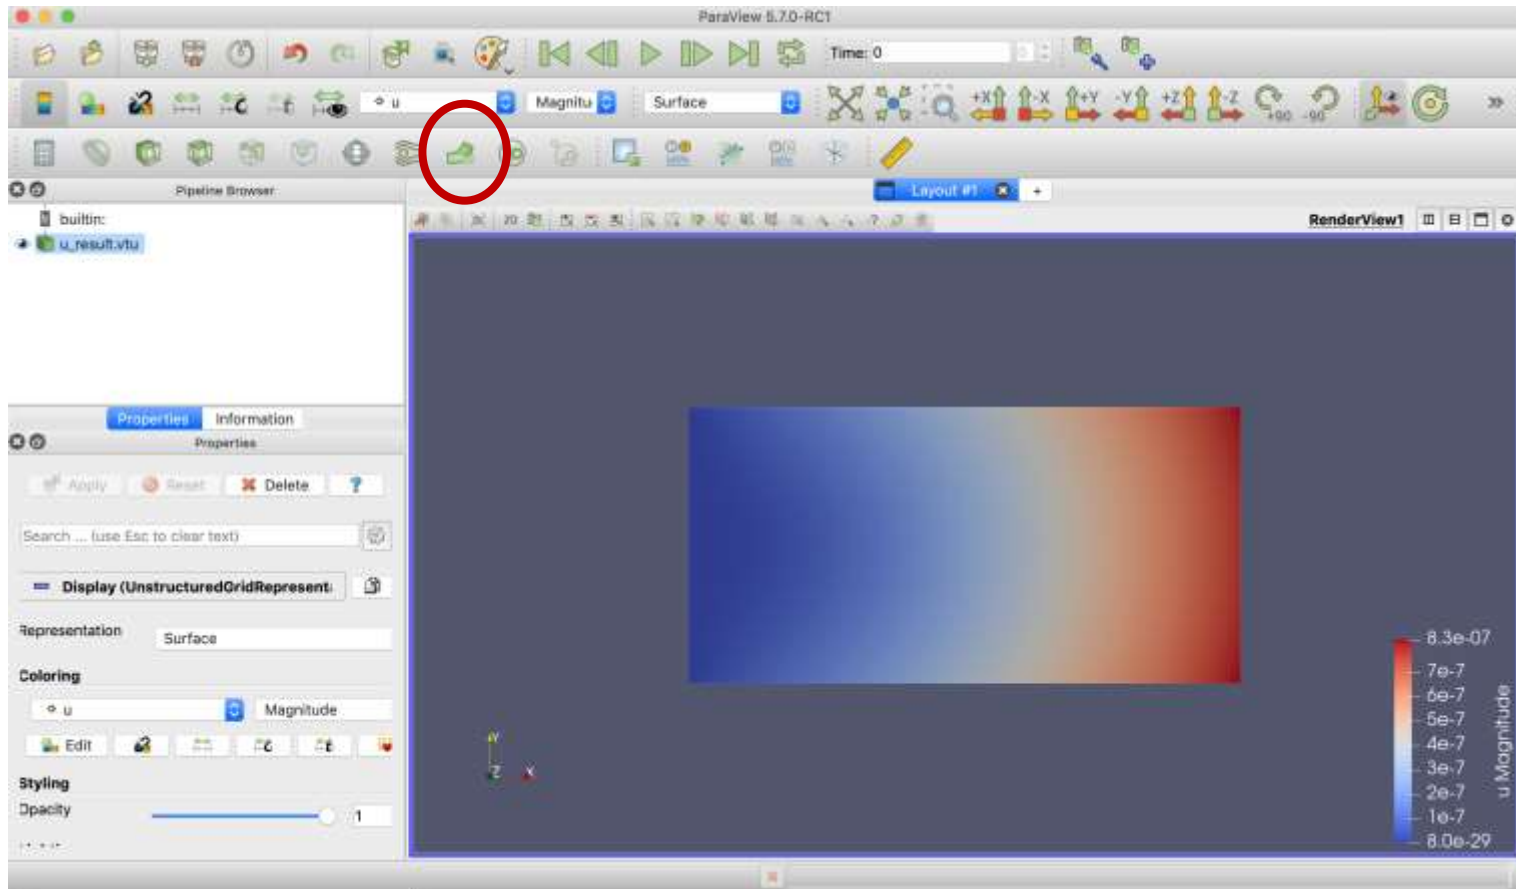 ParaView 5.7.0-RC1
Time: 0
u
Magnitu
Surface
+X
-X
+Y
-Y
+Z
-Z
+90
-90
Pipeline Browser
Layout #1
+
builtin:
u_result.vtu
2D
RenderView1
Properties
Information
Properties
Apply
Reset
Delete
?
Search ... (use Esc to clear text)
Display (UnstructuredGridRepresent
Representation
Surface
Coloring
u
Magnitude
Edit
Styling
Opacity
1
Y
Z
X
8.3e-07
7e-7
6e-7
5e-7
4e-7
3e-7
2e-7
1e-7
8.0e-29
u Magnitude